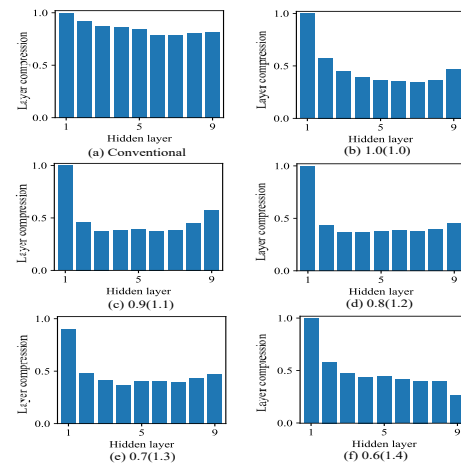 1.0
0.5
0.0
Layer compression
1
5
9
Hidden layer
(a) Conventional
1.0
0.5
0.0
Layer compression
1
5
9
Hidden layer
(b) 1.0(1.0)
1.0
0.5
0.0
Layer compression
1
5
9
Hidden layer
(c) 0.9(1.1)
1.0
0.5
0.0
Layer compression
1
5
9
Hidden layer
(d) 0.8(1.2)
1.0
0.5
0.0
Layer compression
1
5
9
Hidden layer
(e) 0.7(1.3)
1.0
0.5
0.0
Layer compression
1
5
9
Hidden layer
(f) 0.6(1.4)